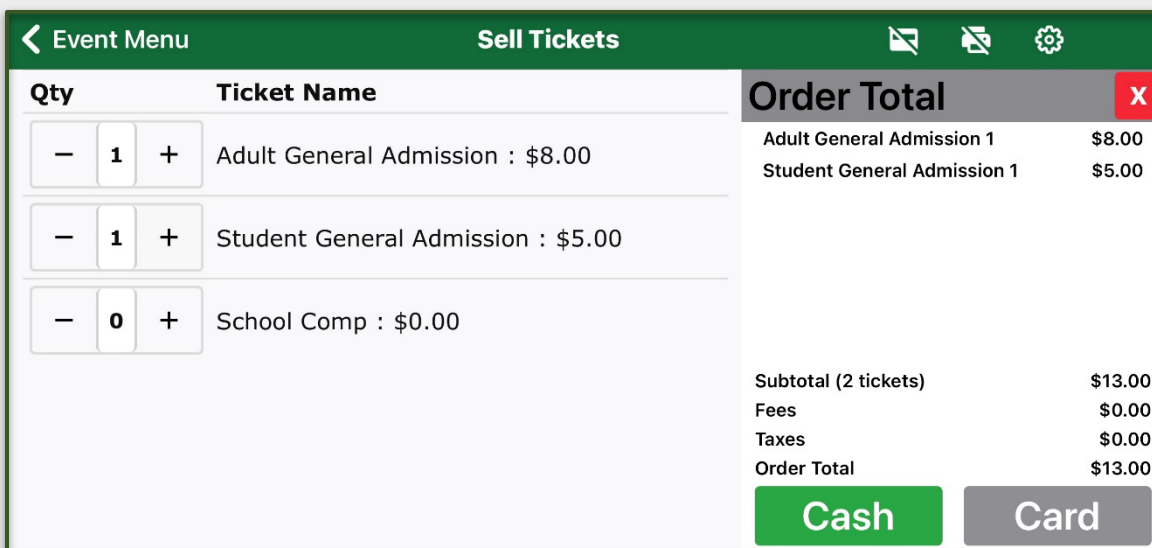 Event Menu Sell Tickets
Qty Ticket Name
− 1 + Adult General Admission : $8.00
− 1 + Student General Admission : $5.00
− 0 + School Comp : $0.00
Order Total X
Adult General Admission 1 $8.00
Student General Admission 1 $5.00
Subtotal (2 tickets) $13.00
Fees $0.00
Taxes $0.00
Order Total $13.00
Cash Card